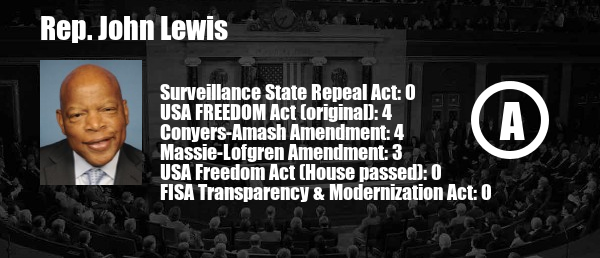 Rep. John Lewis
Surveillance State Repeal Act: 0
USA FREEDOM Act (original): 4
Conyers-Amash Amendment: 4
Massie-Lofgren Amendment: 3
USA Freedom Act (House passed): 0
FISA Transparency & Modernization Act: 0
A